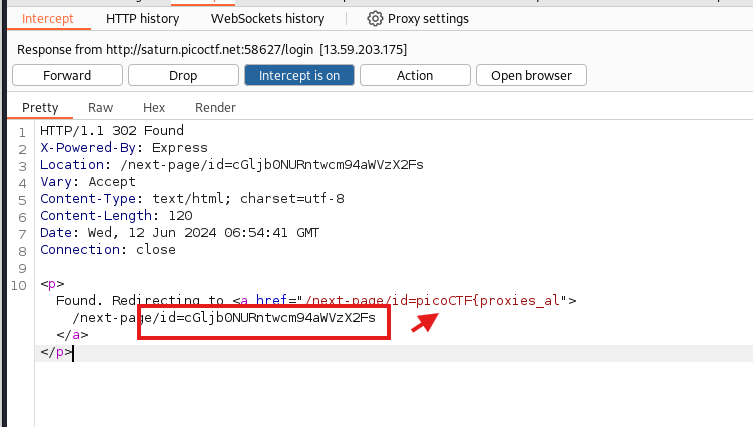 Intercept HTTP history WebSockets history Proxy settings
Response from http://saturn.picoctf.net:58627/login [13.59.203.175]
Forward Drop Intercept is on Action Open browser
Pretty Raw Hex Render
1 HTTP/1.1 302 Found
2 X-Powered-By: Express
3 Location: /next-page/id=cGljb0NURntwcm94aWVzX2Fs
4 Vary: Accept
5 Content-Type: text/html; charset=utf-8
6 Content-Length: 120
7 Date: Wed, 12 Jun 2024 06:54:41 GMT
8 Connection: close
9
10 <p>
Found. Redirecting to <a href="/next-page/id=picoCTF{proxies_al">
/next-page/id=cGljb0NURntwcm94aWVzX2Fs
</a>
</p>